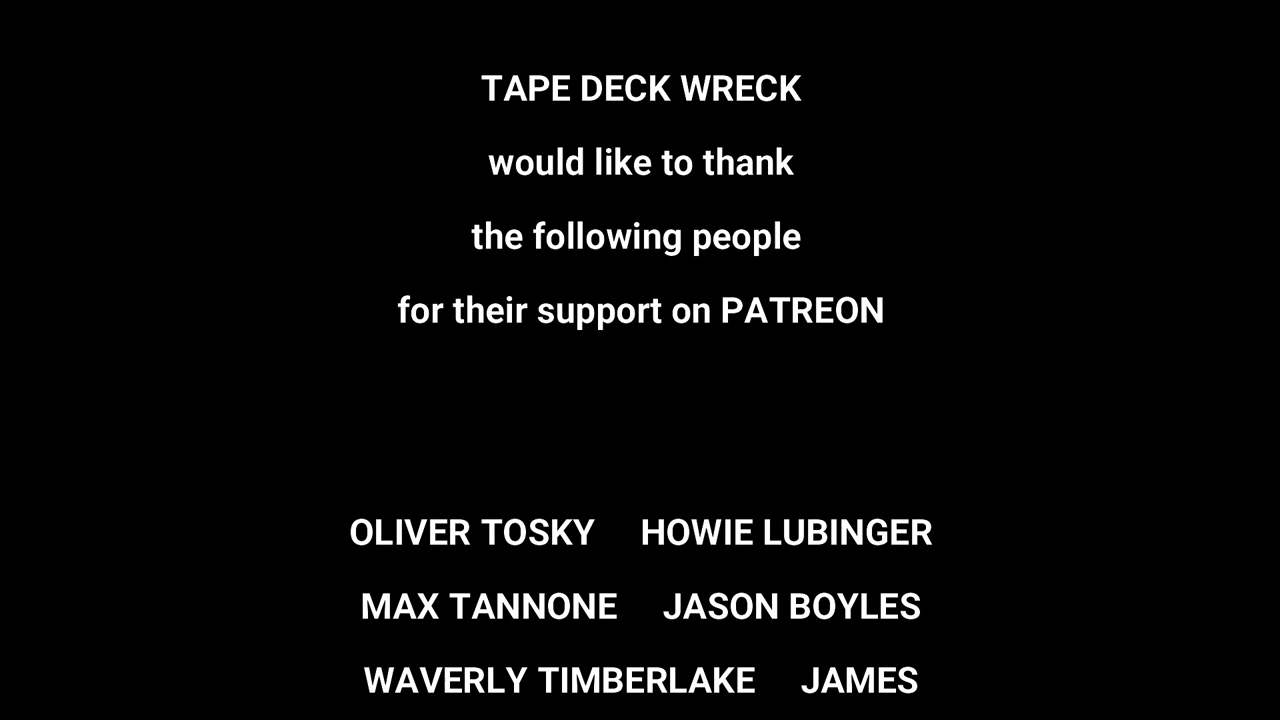 TAPE DECK WRECK
would like to thank
the following people
for their support on PATREON
OLIVER TOSKY HOWIE LUBINGER
MAX TANNONE JASON BOYLES
WAVERLY TIMBERLAKE JAMES